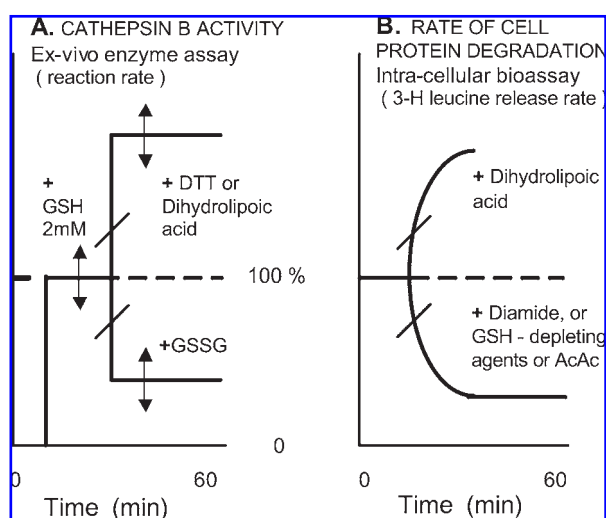 A. CATHEPSIN B ACTIVITY
Ex-vivo enzyme assay
( reaction rate )
+
GSH
2mM
+ DTT or
Dihydrolipoic
acid
100 %
+GSSG
0
0
60
Time (min)
B. RATE OF CELL
PROTEIN DEGRADATION
Intra-cellular bioassay
( 3-H leucine release rate )
+ Dihydrolipoic
acid
+ Diamide, or
GSH - depleting
agents or AcAc
0
60
Time (min)